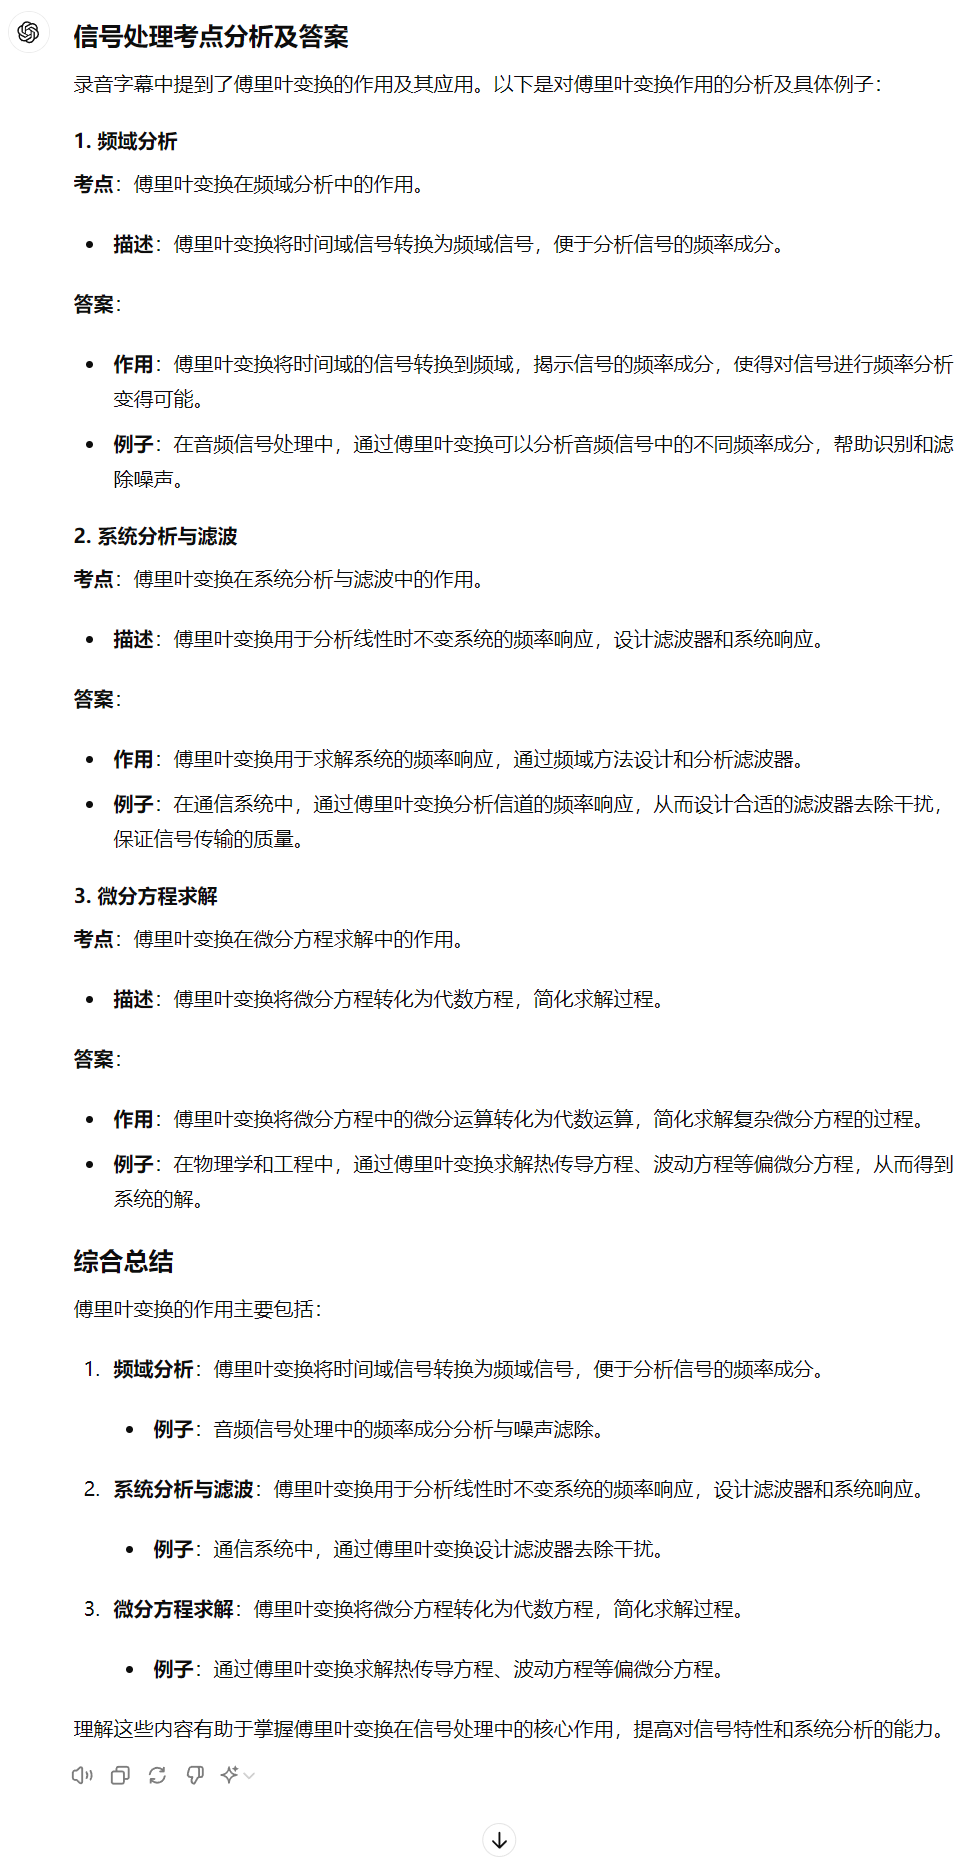 信号处理考点分析及答案
录音字幕中提到了傅里叶变换的作用及其应用。以下是对傅里叶变换作用的分析及具体例子：
1. 频域分析
考点：傅里叶变换在频域分析中的作用。
• 描述：傅里叶变换将时间域信号转换为频域信号，便于分析信号的频率成分。
答案：
• 作用：傅里叶变换将时间域的信号转换到频域，揭示信号的频率成分，使得对信号进行频率分析
变得可能。
• 例子：在音频信号处理中，通过傅里叶变换可以分析音频信号中的不同频率成分，帮助识别和滤
除噪声。
2. 系统分析与滤波
考点：傅里叶变换在系统分析与滤波中的作用。
• 描述：傅里叶变换用于分析线性时不变系统的频率响应，设计滤波器和系统响应。
答案：
• 作用：傅里叶变换用于求解系统的频率响应，通过频域方法设计和分析滤波器。
• 例子：在通信系统中，通过傅里叶变换分析信道的频率响应，从而设计合适的滤波器去除干扰，
保证信号传输的质量。
3. 微分方程求解
考点：傅里叶变换在微分方程求解中的作用。
• 描述：傅里叶变换将微分方程转化为代数方程，简化求解过程。
答案：
• 作用：傅里叶变换将微分方程中的微分运算转化为代数运算，简化求解复杂微分方程的过程。
• 例子：在物理学和工程中，通过傅里叶变换求解热传导方程、波动方程等偏微分方程，从而得到
系统的解。
综合总结
傅里叶变换的作用主要包括：
1. 频域分析：傅里叶变换将时间域信号转换为频域信号，便于分析信号的频率成分。
• 例子：音频信号处理中的频率成分分析与噪声滤除。
2. 系统分析与滤波：傅里叶变换用于分析线性时不变系统的频率响应，设计滤波器和系统响应。
• 例子：通信系统中，通过傅里叶变换设计滤波器去除干扰。
3. 微分方程求解：傅里叶变换将微分方程转化为代数方程，简化求解过程。
• 例子：通过傅里叶变换求解热传导方程、波动方程等偏微分方程。
理解这些内容有助于掌握傅里叶变换在信号处理中的核心作用，提高对信号特性和系统分析的能力。